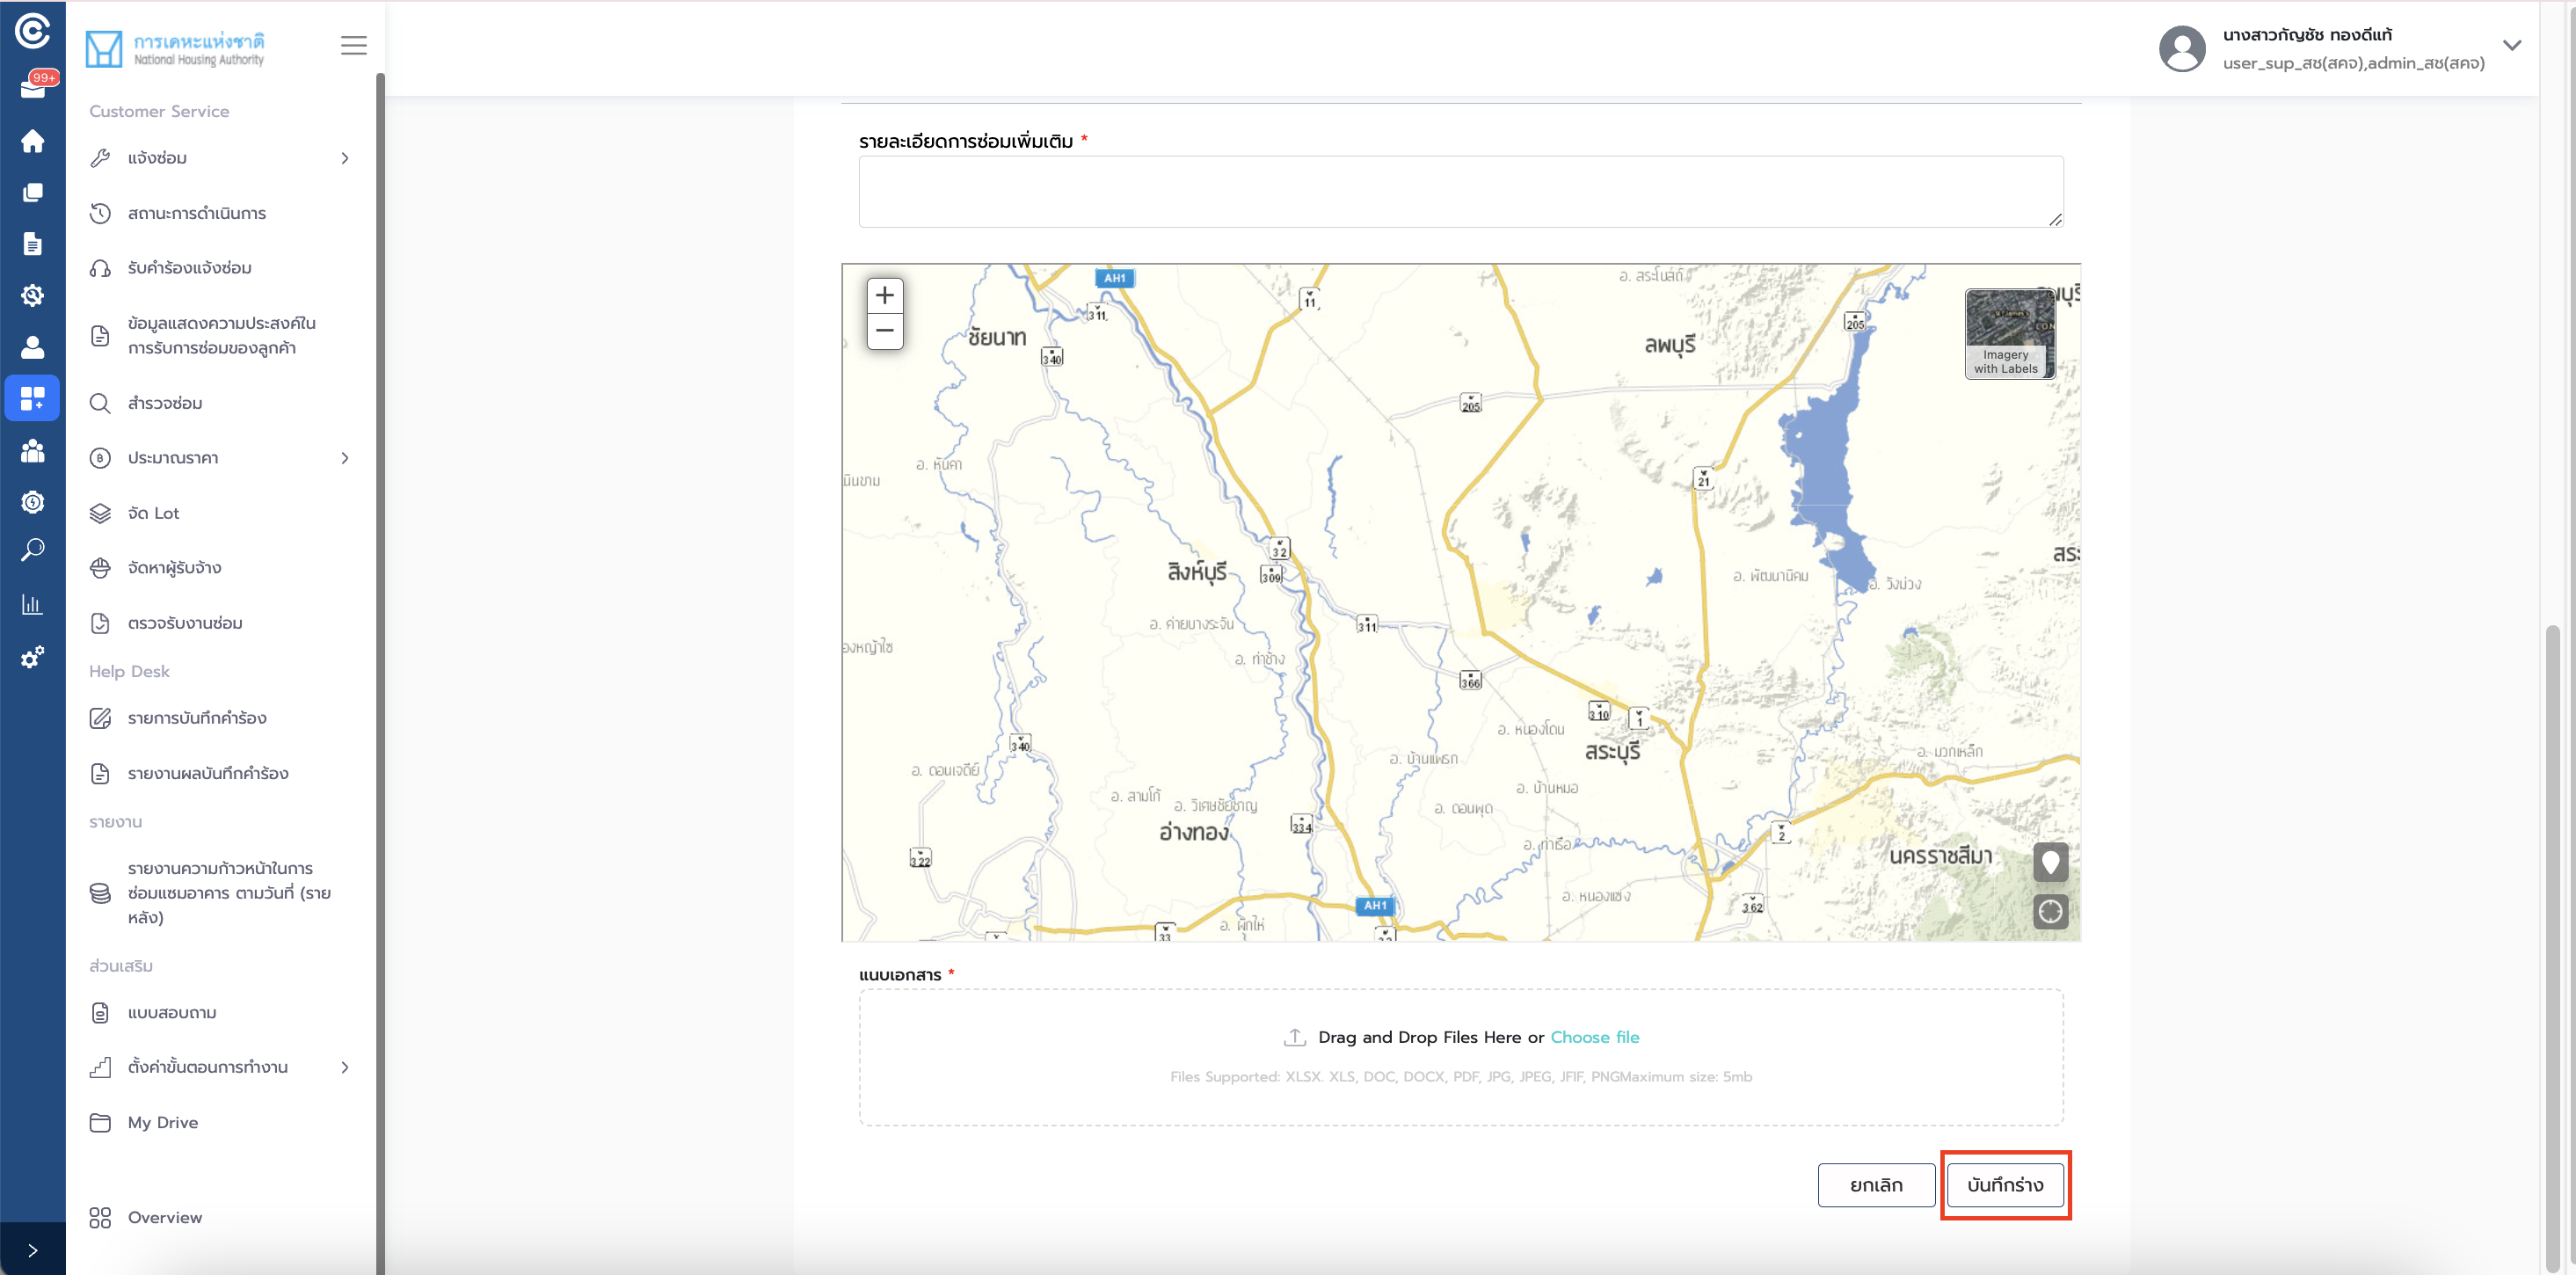 99+
การเคหะแห่งชาติ
National Housing Authority
นางสาวกัญชัช ทองดีแท้
user_sup_สช(สคจ),admin_สช(สคจ)
Customer Service
แจ้งซ่อม
สถานะการดำเนินการ
รับคำร้องแจ้งซ่อม
ข้อมูลแสดงความประสงค์ใน
การรับการซ่อมของลูกค้า
สำรวจซ่อม
ประมาณราคา
จัด Lot
จัดหาผู้รับจ้าง
ตรวจรับงานซ่อม
Help Desk
รายการบันทึกคำร้อง
รายงานผลบันทึกคำร้อง
รายงาน
รายงานความก้าวหน้าในการ
ซ่อมแซมอาคาร ตามวันที่ (ราย
หลัง)
ส่วนเสริม
แบบสอบถาม
ตั้งค่าขั้นตอนการทำงาน
My Drive
Overview
รายละเอียดการซ่อมเพิ่มเติม *
+
−
AH1
311
11
อ. สระโบสถ์
205
ชัยนาท
340
ลพบุรี
Imagery
with Labels
205
อ. หันคา
21
32
309
สิงห์บุรี
อ. พัฒนานิคม
อ. วังม่วง
อ. ค่ายบางระจัน
311
อ. ท่าช้าง
366
310
1
340
อ. หนองโดน
สระบุรี
อ. มวกเหล็ก
อ. ดอนเจดีย์
อ. บ้านแพรก
อ. สามโก้
อ. วิเศษชัยชาญ
อ. บ้านหมอ
อ. ดอนพุด
อ่างทอง
334
2
322
อ. ท่าเรือ
นครราชสีมา
อ. หนองแซง
362
AH1
อ. ผักไห่
33
แนบเอกสาร *
Drag and Drop Files Here or Choose file
Files Supported: XLSX. XLS, DOC, DOCX, PDF, JPG, JPEG, JFIF, PNGMaximum size: 5mb
ยกเลิก
บันทึกร่าง